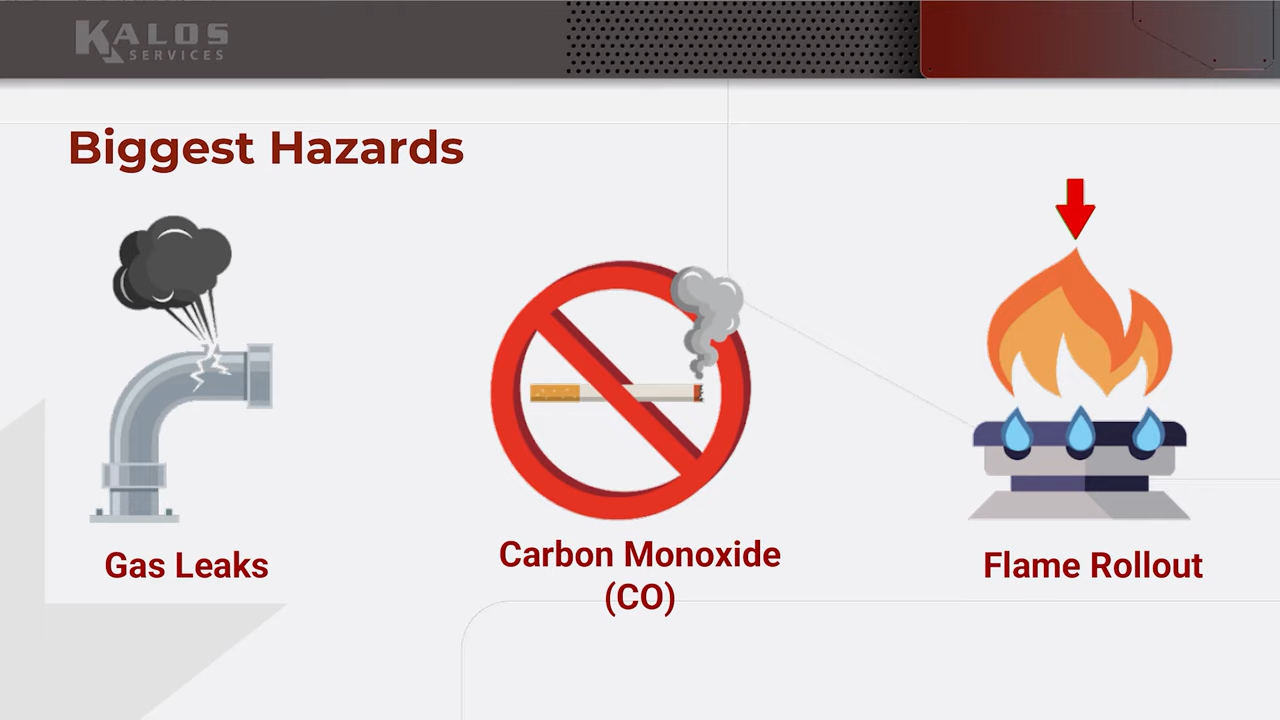 KALOS
SERVICES
Biggest Hazards
Gas Leaks
Carbon Monoxide
(CO)
Flame Rollout